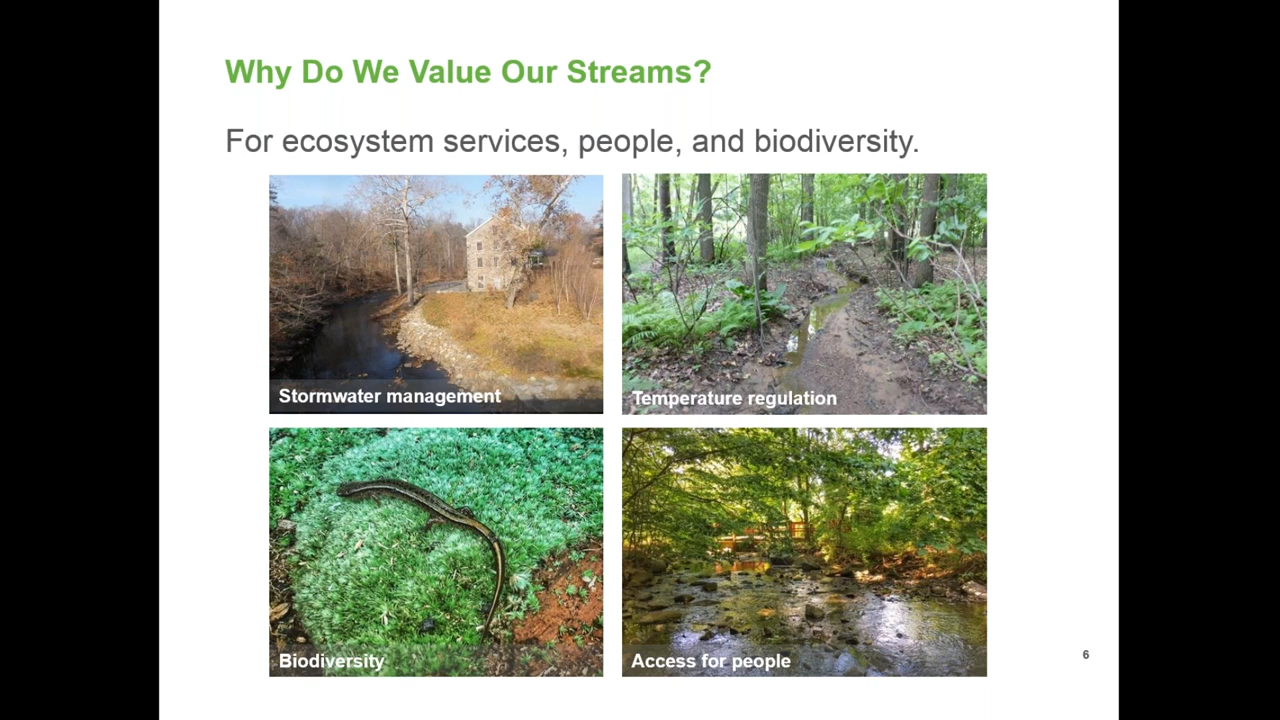 Why Do We Value Our Streams?
For ecosystem services, people, and biodiversity.
Stormwater management
Temperature regulation
Biodiversity
Access for people
6